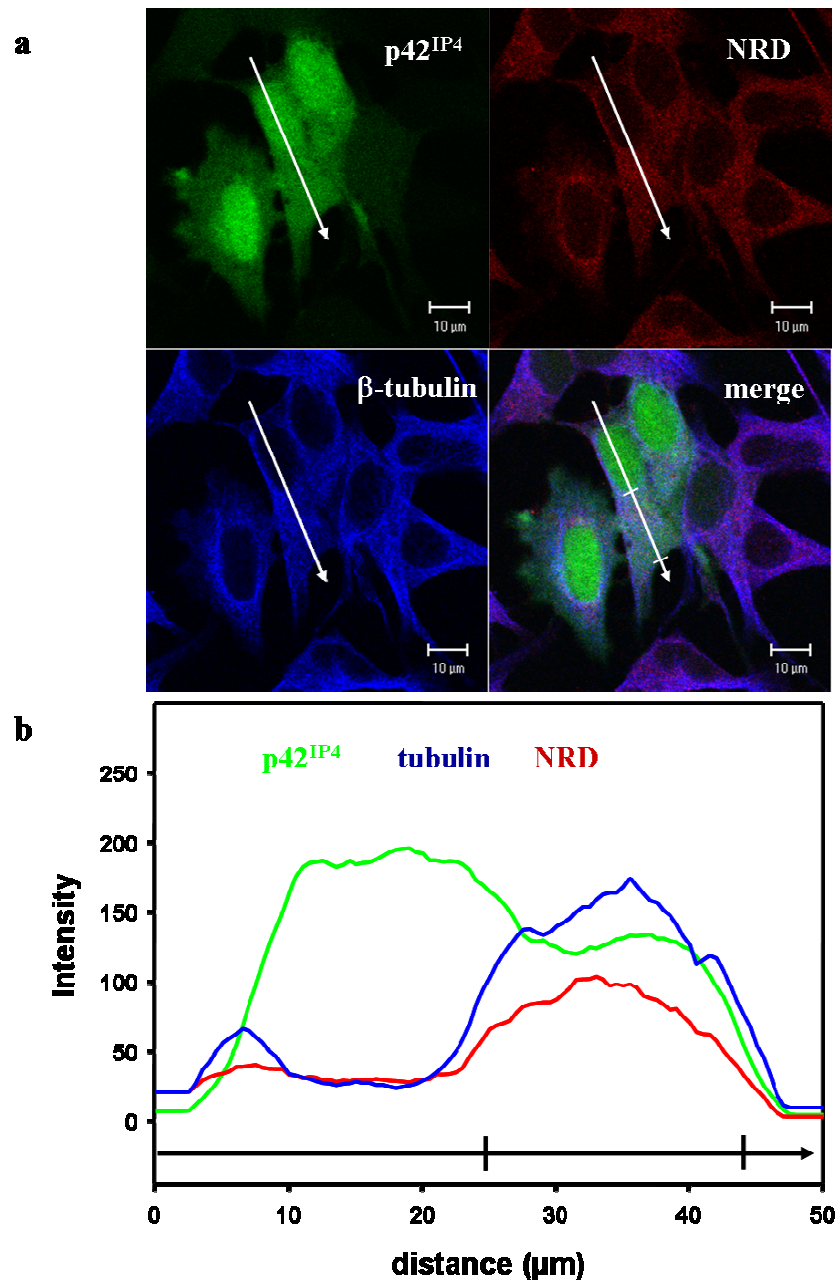 a
p42IP4
NRD
10 µm
10 µm
β-tubulin
merge
10 µm
10 µm
b
p42IP4 tubulin NRD
250
200
150
100
50
0
Intensity
0 10 20 30 40 50
distance (µm)